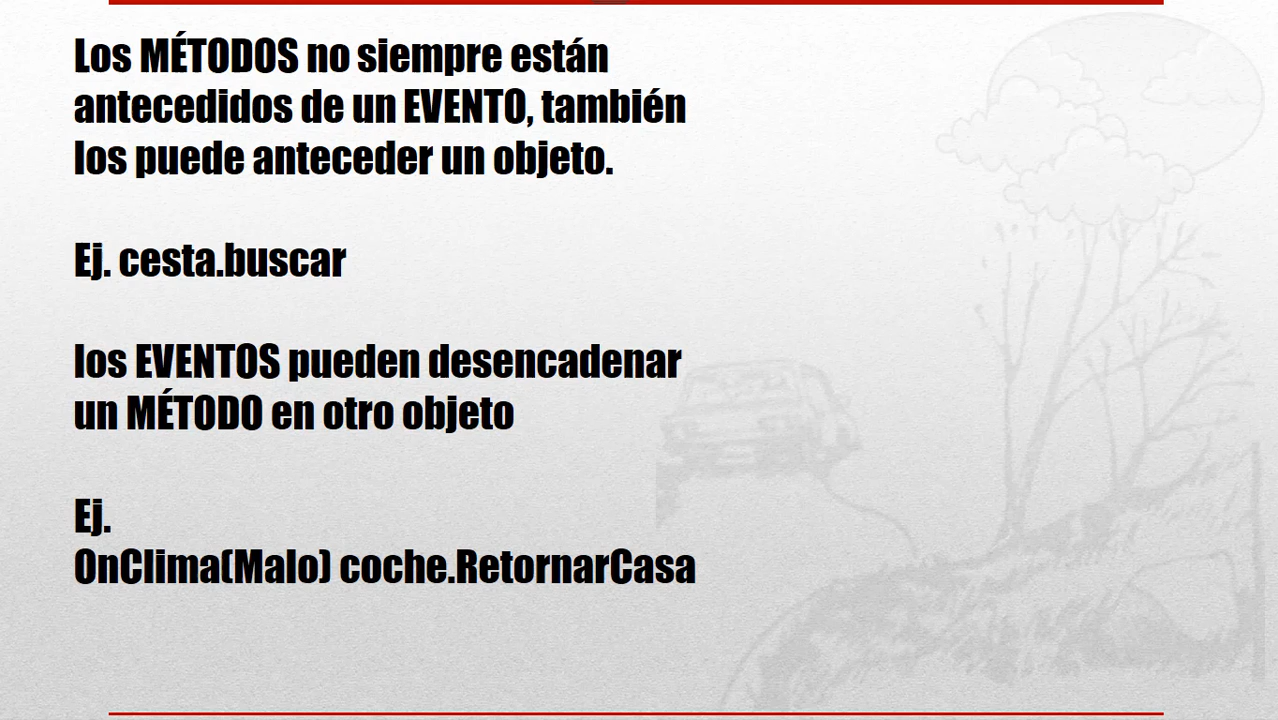 Los MÉTODOS no siempre están
antecedidos de un EVENTO, también
los puede anteceder un objeto.
Ej. cesta.buscar
los EVENTOS pueden desencadenar
un MÉTODO en otro objeto
Ej.
OnClima(Malo) coche.RetornarCasa